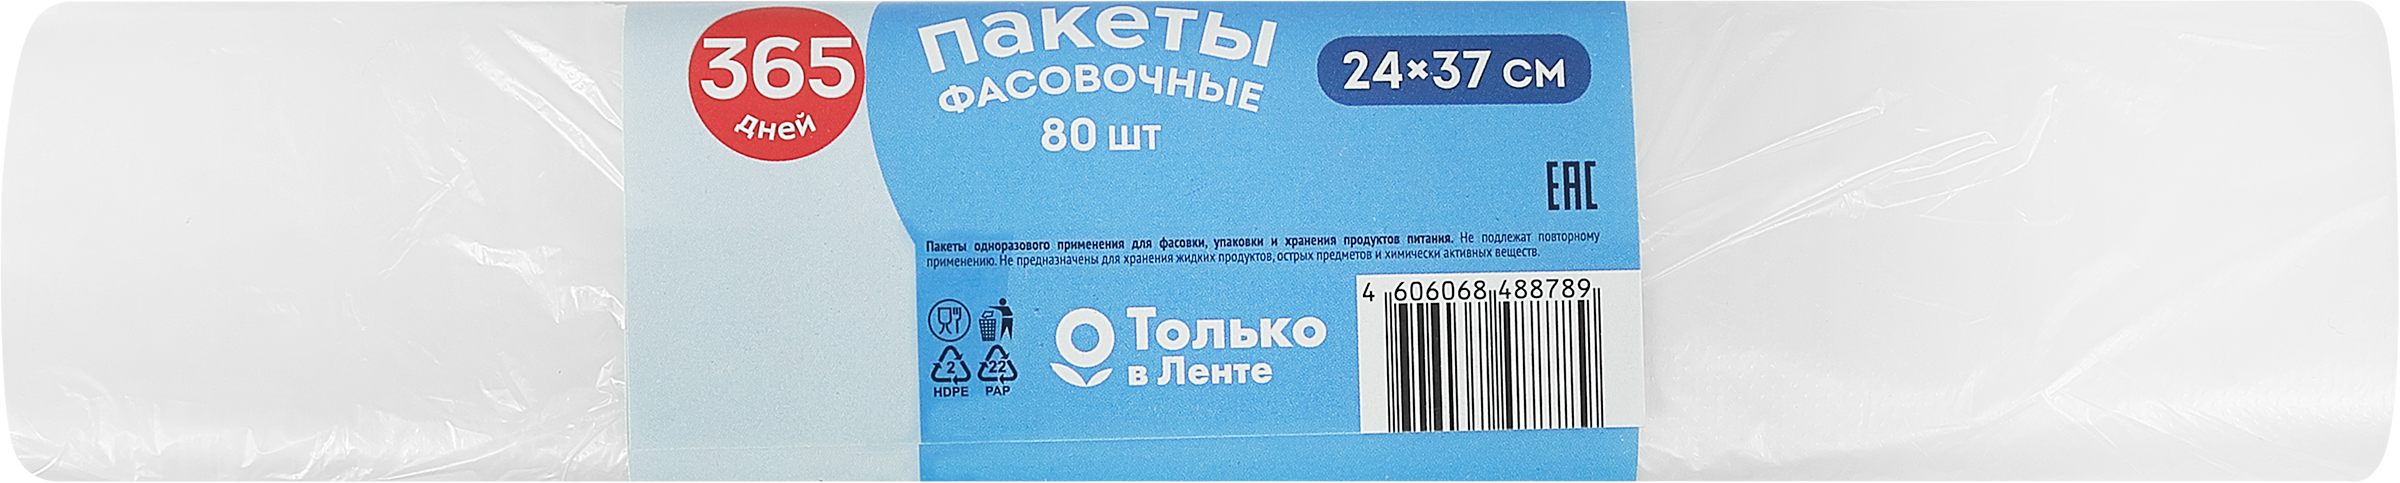 365
дней
пакеты
ФАСОВОЧНЫЕ
80 шт
24×37 см
EAC
Пакеты одноразового применения для фасовки, упаковки и хранения продуктов питания. Не подлежат повторному
применению. Не предназначены для хранения жидких продуктов, острых предметов и химически активных веществ.
2
HDPE
22
PAP
Только
в Ленте
4 606068 488789